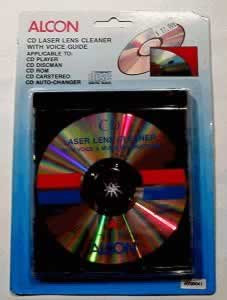 ALCON
CD LASER LENS CLEANER
WITH VOICE GUIDE
APPLICABLE TO:
CD PLAYER
CD DISCMAN
CD ROM
CD CARSTEREO
CD AUTO-CHANGER
CD
LASER LENS CLEANER
ALCON